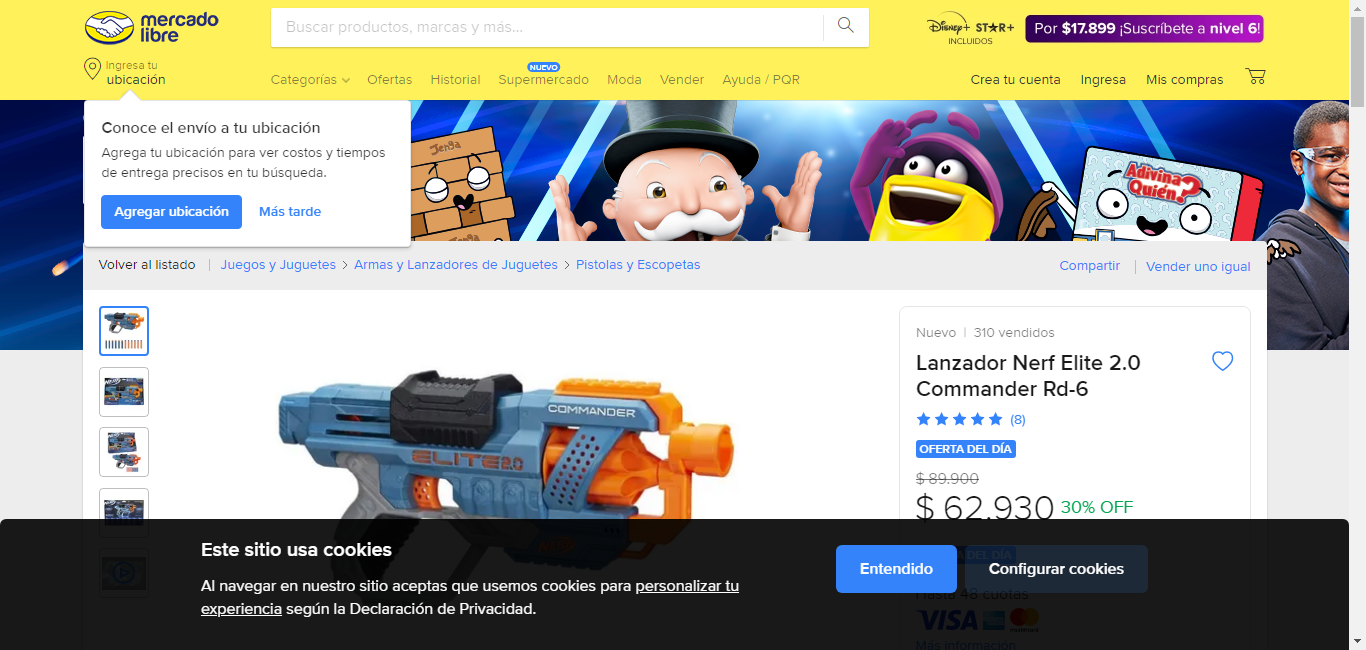 mercado
libre
Buscar productos, marcas y más...
Disney+ STAR+
INCLUIDOS
Por $17.899 ¡Suscríbete a nivel 6!
Ingresa tu
ubicación
NUEVO
Categorías Ofertas Historial Supermercado Moda Vender Ayuda / PQR
Crea tu cuenta Ingresa Mis compras
Conoce el envío a tu ubicación
Agrega tu ubicación para ver costos y tiempos
de entrega precisos en tu búsqueda.
Agregar ubicación Más tarde
Jenga
Adivina
Quién?
Volver al listado Juegos y Juguetes > Armas y Lanzadores de Juguetes > Pistolas y Escopetas
Compartir Vender uno igual
Nuevo | 310 vendidos
Lanzador Nerf Elite 2.0
Commander Rd-6
(8)
OFERTA DEL DÍA
$ 89.900
$ 62.930 30% OFF
COMMANDER
ELITE 2.0
NERF
Este sitio usa cookies
Al navegar en nuestro sitio aceptas que usemos cookies para personalizar tu
experiencia según la Declaración de Privacidad.
Entendido Configurar cookies
DEL DÍA
Hasta 48 cuotas
VISA
Más información